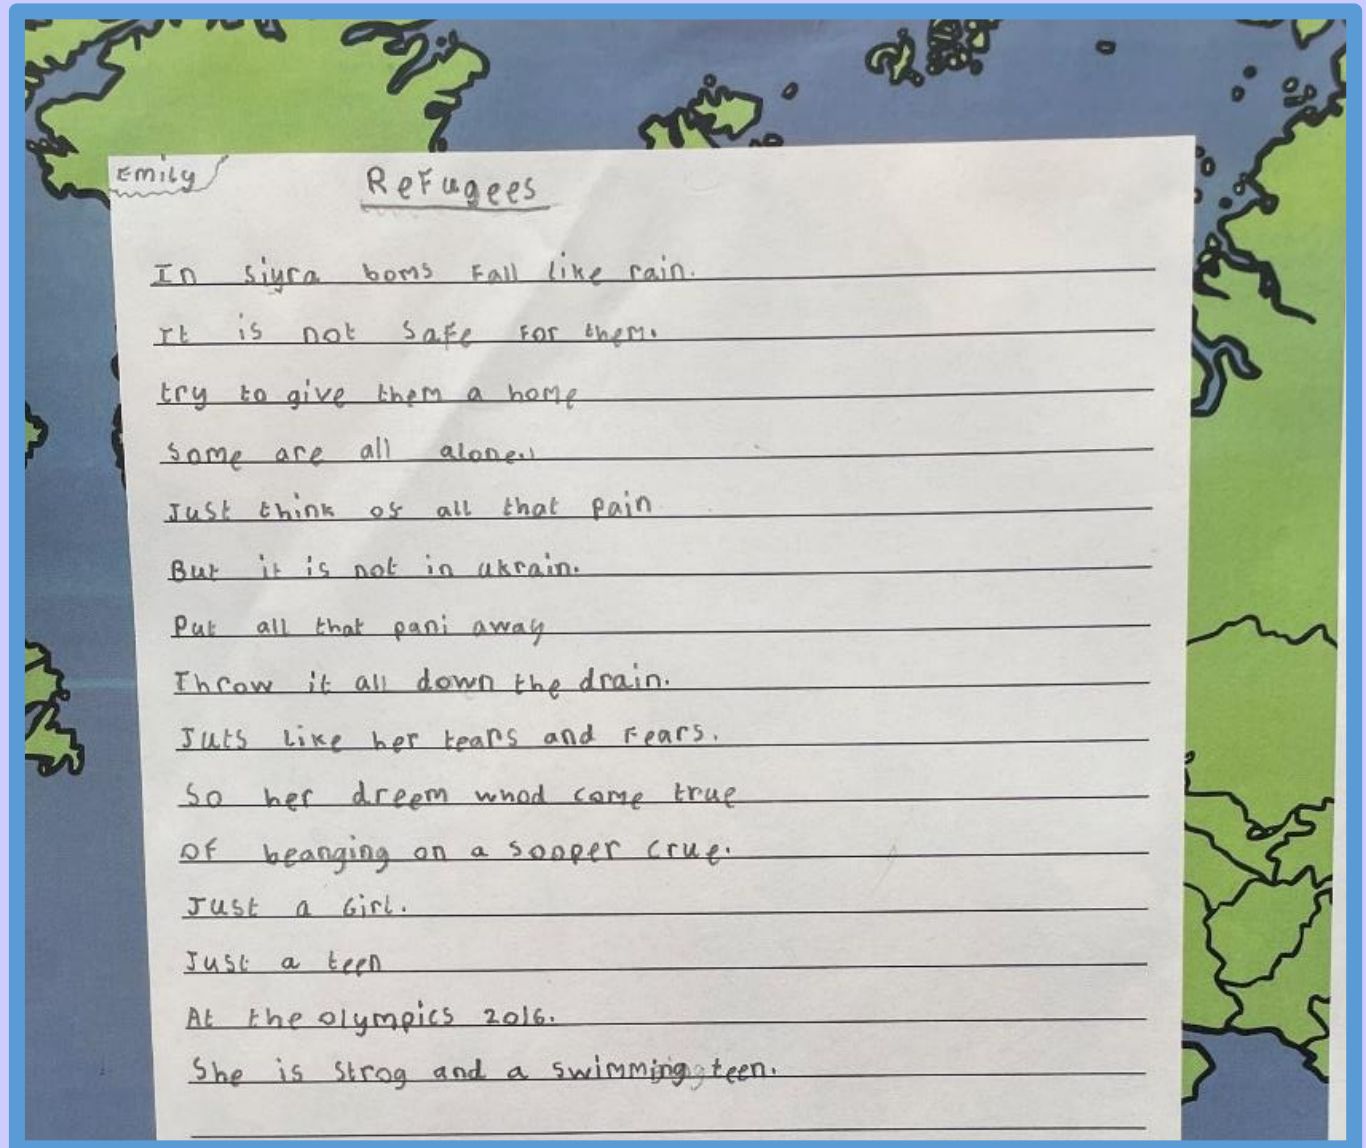 Emily
Refugees
In siyra boms Fall like rain.
It is not safe For them.
try to give them a home
Some are all alone.
Just think of all that pain
But it is not in ukrain.
Put all that pani away
Throw it all down the drain.
Juts like her tears and Fears.
So her dreem whod come true
OF beanging on a sooper crue.
Just a Girl.
Just a teen
At the olympics 2016.
She is strog and a swimming teen.